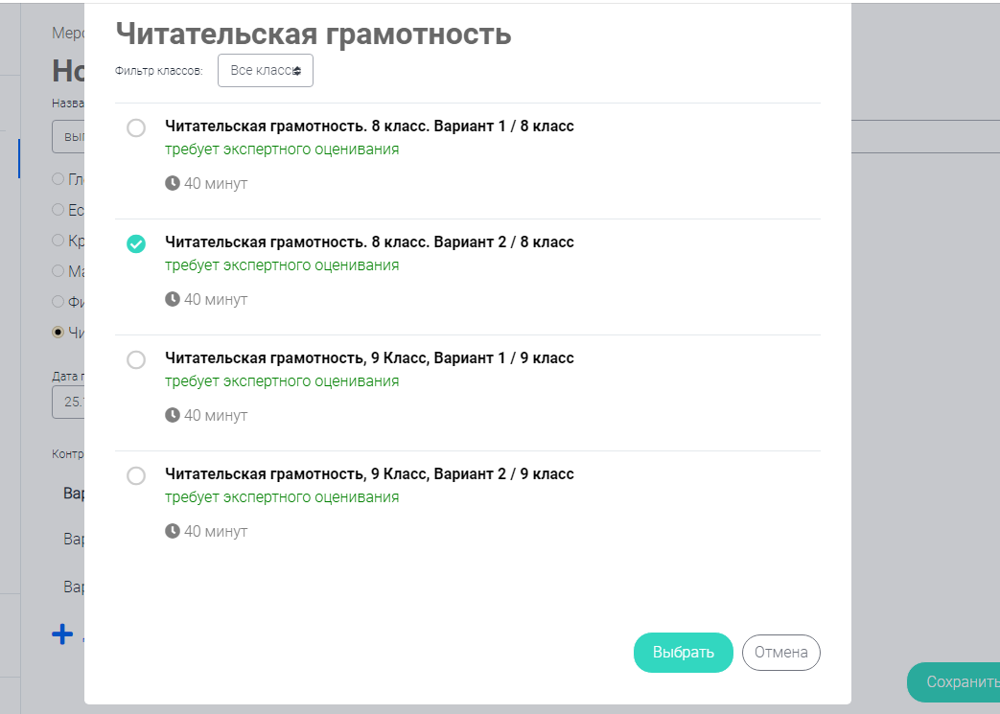 Читательская грамотность
Фильтр классов:
Все классы
Читательская грамотность. 8 класс. Вариант 1 / 8 класс
требует экспертного оценивания
40 минут
Читательская грамотность. 8 класс. Вариант 2 / 8 класс
требует экспертного оценивания
40 минут
Читательская грамотность, 9 Класс, Вариант 1 / 9 класс
требует экспертного оценивания
40 минут
Читательская грамотность, 9 Класс, Вариант 2 / 9 класс
требует экспертного оценивания
40 минут
Выбрать
Отмена
Сохранить